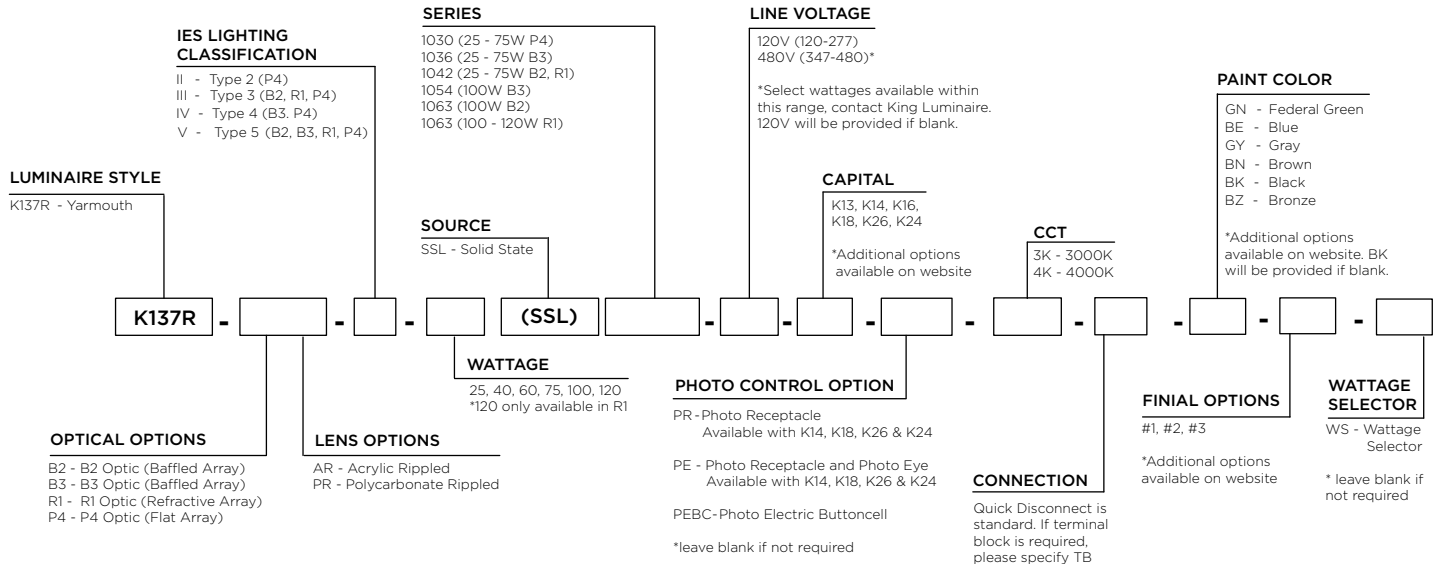 SERIES
1030 (25 - 75W P4)
1036 (25 - 75W B3)
1042 (25 - 75W B2, R1)
1054 (100W B3)
1063 (100W B2)
1063 (100 - 120W R1)
LINE VOLTAGE
120V (120-277)
480V (347-480)*
*Select wattages available within
this range, contact King Luminaire.
120V will be provided if blank.
IES LIGHTING
CLASSIFICATION
II - Type 2 (P4)
III - Type 3 (B2, R1, P4)
IV - Type 4 (B3. P4)
V - Type 5 (B2, B3, R1, P4)
PAINT COLOR
GN - Federal Green
BE - Blue
GY - Gray
BN - Brown
BK - Black
BZ - Bronze
*Additional options
available on website. BK
will be provided if blank.
LUMINAIRE STYLE
K137R - Yarmouth
SOURCE
SSL - Solid State
CAPITAL
K13, K14, K16,
K18, K26, K24
*Additional options
available on website
CCT
3K - 3000K
4K - 4000K
K137R - - - (SSL) - - - - - - - -
WATTAGE
25, 40, 60, 75, 100, 120
*120 only available in R1
OPTICAL OPTIONS
B2 - B2 Optic (Baffled Array)
B3 - B3 Optic (Baffled Array)
R1 - R1 Optic (Refractive Array)
P4 - P4 Optic (Flat Array)
LENS OPTIONS
AR - Acrylic Rippled
PR - Polycarbonate Rippled
PHOTO CONTROL OPTION
PR-Photo Receptacle
Available with K14, K18, K26 & K24
PE - Photo Receptacle and Photo Eye
Available with K14, K18, K26 & K24
PEBC-Photo Electric Buttoncell
*leave blank if not required
CONNECTION
Quick Disconnect is
standard. If terminal
block is required,
please specify TB
FINIAL OPTIONS
#1, #2, #3
*Additional options
available on website
WATTAGE
SELECTOR
WS - Wattage
Selector
* leave blank if
not required